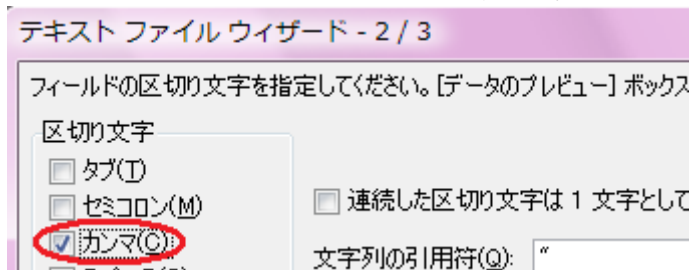 テキスト ファイル ウィザード - 2 / 3
フィールドの区切り文字を指定してください。[データのプレビュー] ボックス
区切り文字
タブ(T)
セミコロン(M)
連続した区切り文字は 1 文字として
カンマ(C)
文字列の引用符(Q): "